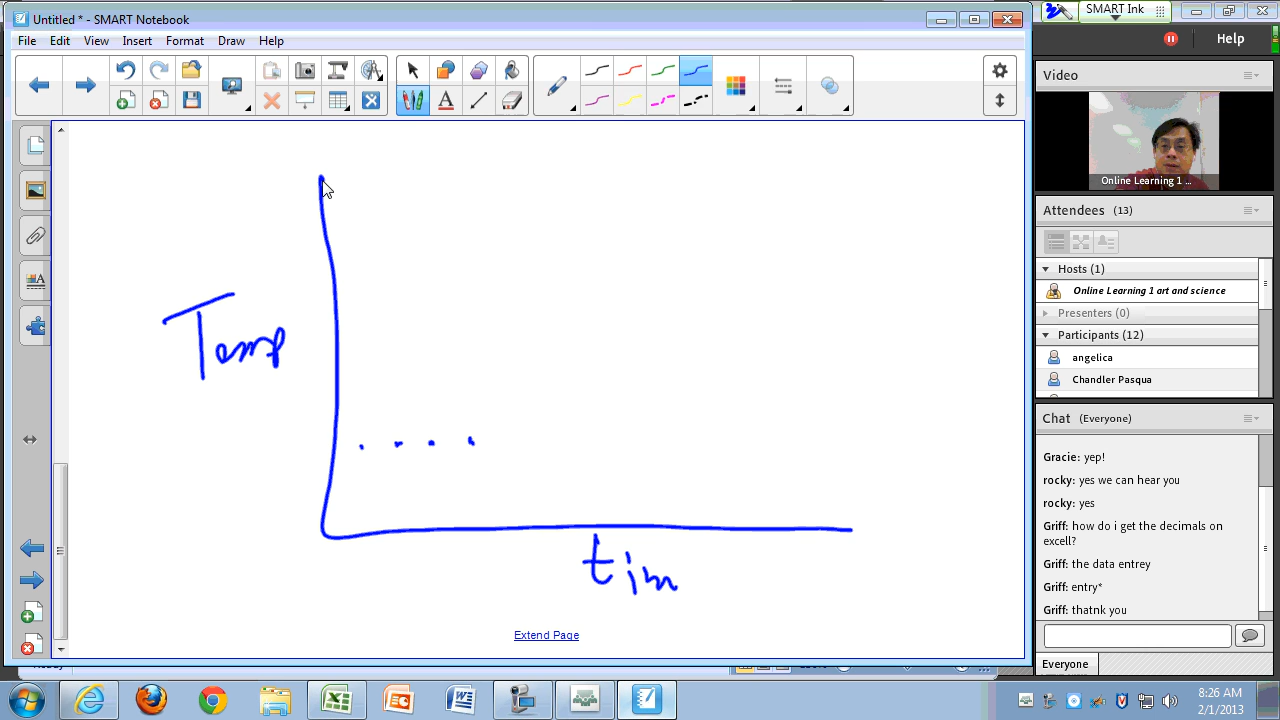 Untitled * - SMART Notebook
SMART Ink
File Edit View Insert Format Draw Help
Help
Video
Online Learning 1 ...
Attendees (13)
Hosts (1)
Online Learning 1 art and science
Presenters (0)
Participants (12)
angelica
Chandler Pasqua
Temp
tim
Extend Page
Chat (Everyone)
Gracie: yep!
rocky: yes we can hear you
rocky: yes
Griff: how do i get the decimals on
excell?
Griff: the data entrey
Griff: entry*
Griff: thatnk you
Everyone
8:26 AM
2/1/2013